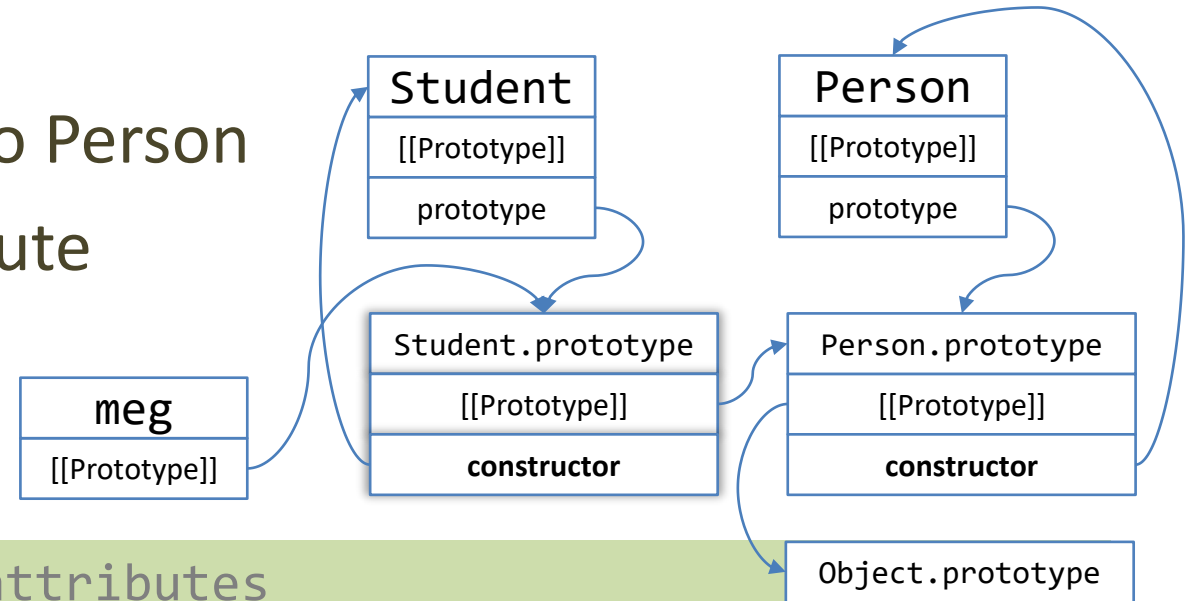 o Person
ute
Student
[[Prototype]]
prototype
Person
[[Prototype]]
prototype
meg
[[Prototype]]
Student.prototype
[[Prototype]]
constructor
Person.prototype
[[Prototype]]
constructor
Object.prototype
attributes